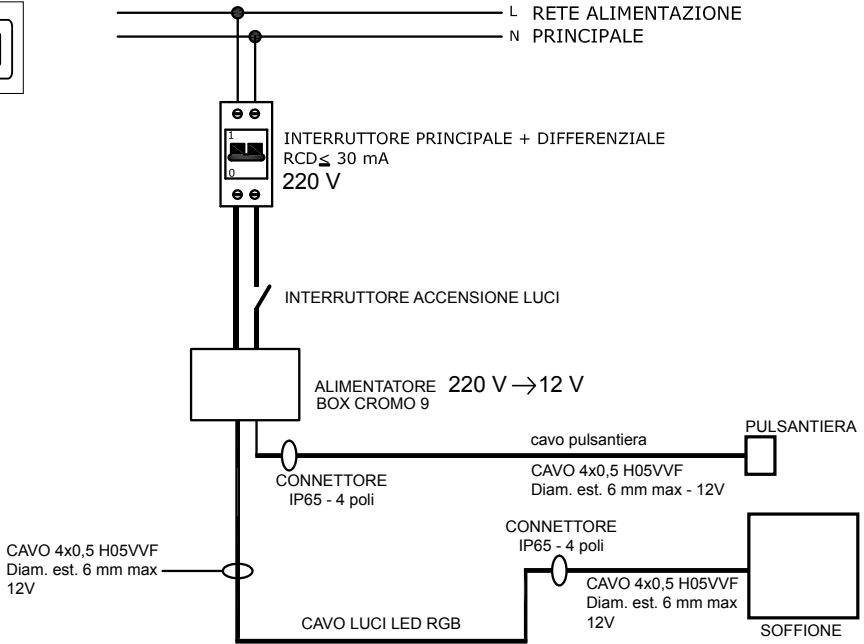 L RETE ALIMENTAZIONE
N PRINCIPALE
1
0
INTERRUTTORE PRINCIPALE + DIFFERENZIALE
RCD≤ 30 mA
220 V
INTERRUTTORE ACCENSIONE LUCI
ALIMENTATORE 220 V →12 V
BOX CROMO 9
PULSANTIERA
cavo pulsantiera
CAVO 4x0,5 H05VVF
Diam. est. 6 mm max - 12V
CONNETTORE
IP65 - 4 poli
CONNETTORE
IP65 - 4 poli
CAVO 4x0,5 H05VVF
Diam. est. 6 mm max
12V
CAVO 4x0,5 H05VVF
Diam. est. 6 mm max
12V
CAVO LUCI LED RGB
SOFFIONE